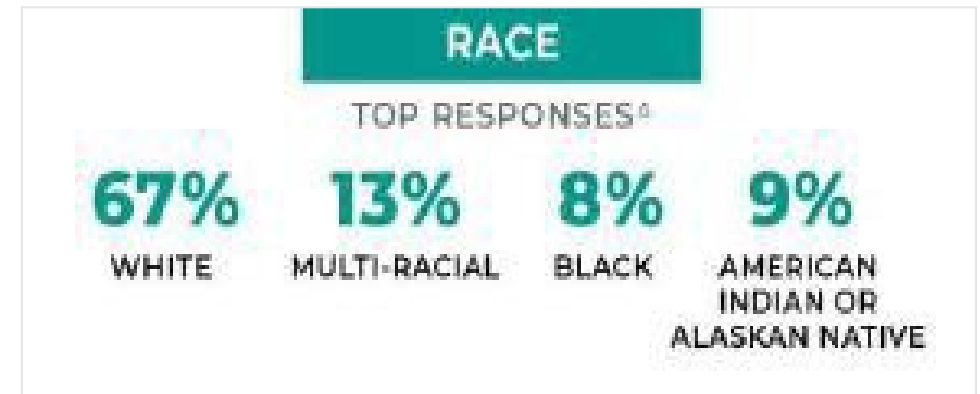 RACE
TOP RESPONSES^
67% 13% 8% 9%
WHITE MULTI-RACIAL BLACK AMERICAN
INDIAN OR
ALASKAN NATIVE